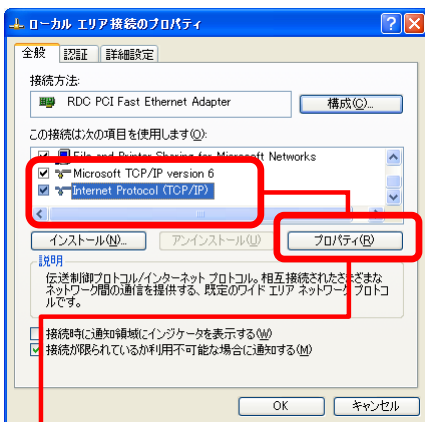 ローカル エリア接続のプロパティ
全般 認証 詳細設定
接続方法:
RDC PCI Fast Ethernet Adapter 構成(C)...
この接続は次の項目を使用します(O):
File and Printer Sharing for Microsoft Networks
Microsoft TCP/IP version 6
Internet Protocol (TCP/IP)
インストール(N)... アンインストール(U) プロパティ(R)
説明
伝送制御プロトコル/インターネット プロトコル。相互接続されたさまざまな
ネットワーク間の通信を提供する、既定のワイド エリア ネットワーク プロトコ
ルです。
接続時に通知領域にインジケータを表示する(W)
接続が限られているか利用不可能な場合に通知する(M)
OK キャンセル